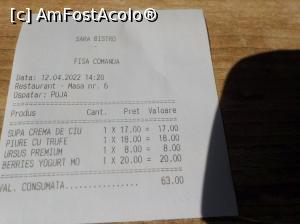 [c] AmFostAcolo®
SARA BISTRO
FISA COMANDA
Data: 12.04.2022 14:20
Restaurant - Masa nr. 6
Ospatar: PUJA
Produs Cant. Pret Valoare
SUPA CREMA DE CIU 1 X 17.00 = 17.00
PIURE CU TRUFE 1 X 18.00 = 18.00
URSUS PREMIUM 1 X 8.00 = 8.00
BERRIES YOGURT MO 1 X 20.00 = 20.00
VAL. CONSUMATA................ 63.00